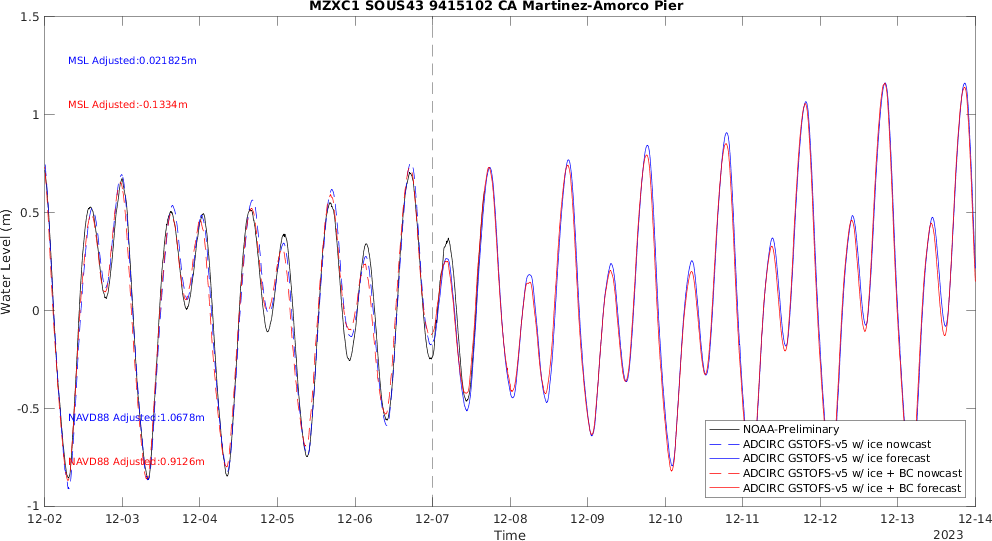 MZXC1 SOUS43 9415102 CA Martinez-Amorco Pier
1.5
1
0.5
0
-0.5
-1
Water Level (m)
MSL Adjusted:0.021825m
MSL Adjusted:-0.1334m
NAVD88 Adjusted:1.0678m
NAVD88 Adjusted:0.9126m
NOAA-Preliminary
ADCIRC GSTOFS-v5 w/ ice nowcast
ADCIRC GSTOFS-v5 w/ ice forecast
ADCIRC GSTOFS-v5 w/ ice + BC nowcast
ADCIRC GSTOFS-v5 w/ ice + BC forecast
12-02 12-03 12-04 12-05 12-06 12-07 12-08 12-09 12-10 12-11 12-12 12-13 12-14
Time
2023